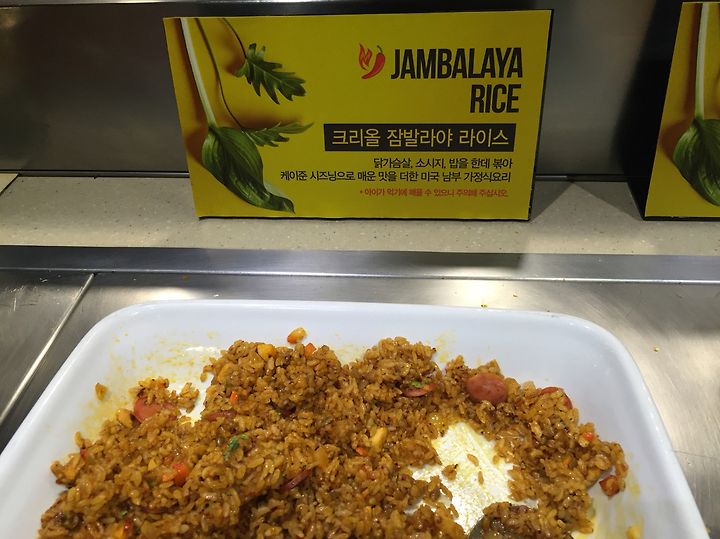 JAMBALAYA
RICE
크리올 잠발라야 라이스
닭가슴살, 소시지, 밥을 한데 볶아
케이준 시즈닝으로 매운 맛을 더한 미국 남부 가정식요리
* 아이가 먹기에 매울 수 있으니 주의해 주십시오.